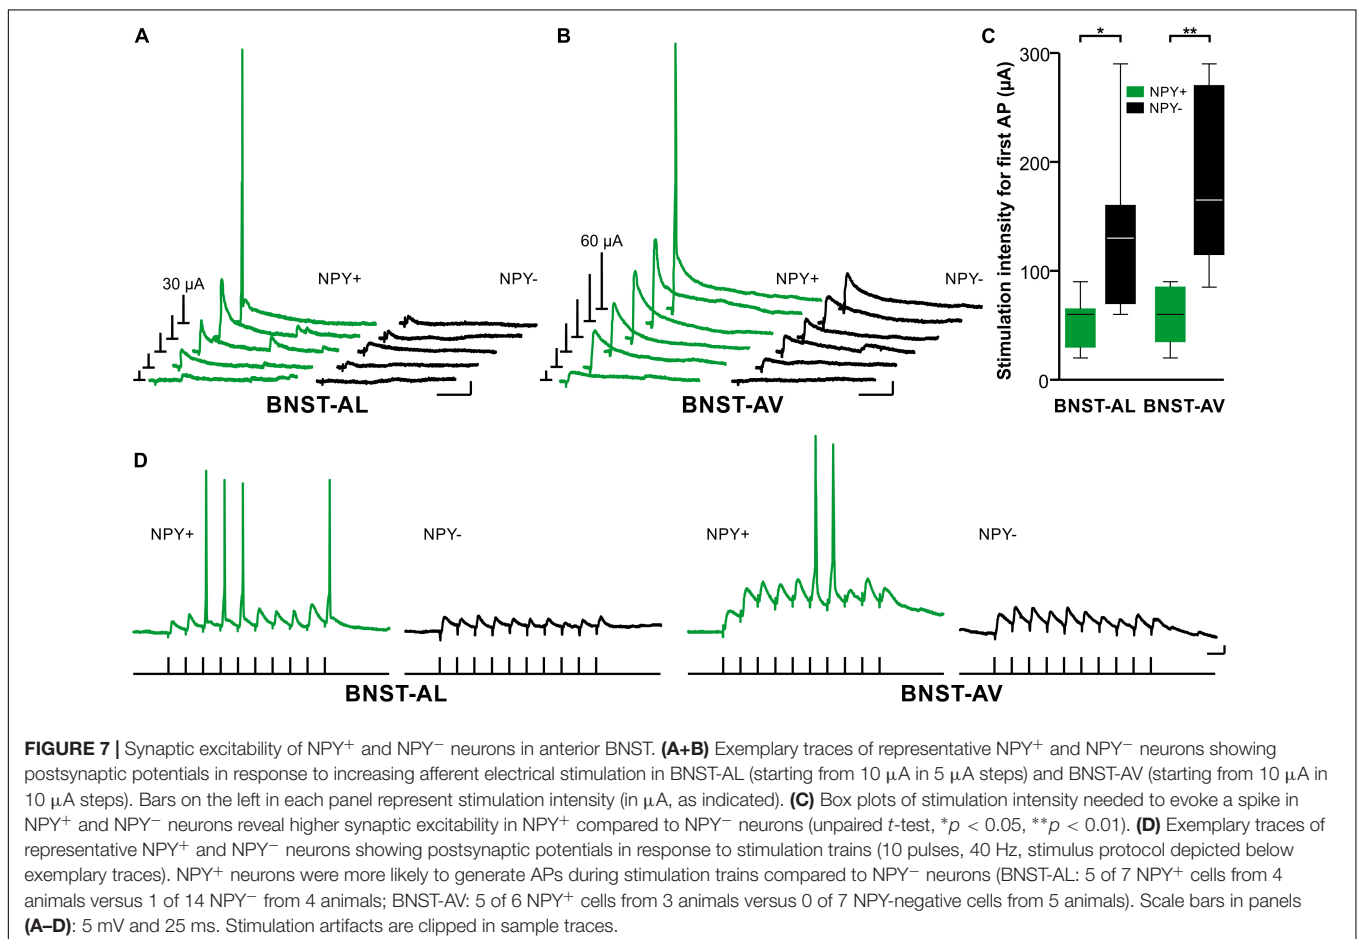 A
B
C
*
**
300
200
100
0
Stimulation intensity for first AP (µA)
NPY+
NPY-
BNST-AL
BNST-AV
30 µA
NPY+
NPY-
BNST-AL
60 µA
NPY+
NPY-
BNST-AV
D
NPY+
NPY-
NPY+
NPY-
BNST-AL
BNST-AV
FIGURE 7 | Synaptic excitability of NPY⁺ and NPY⁻ neurons in anterior BNST. (A+B) Exemplary traces of representative NPY⁺ and NPY⁻ neurons showing
postsynaptic potentials in response to increasing afferent electrical stimulation in BNST-AL (starting from 10 µA in 5 µA steps) and BNST-AV (starting from 10 µA in
10 µA steps). Bars on the left in each panel represent stimulation intensity (in µA, as indicated). (C) Box plots of stimulation intensity needed to evoke a spike in
NPY⁺ and NPY⁻ neurons reveal higher synaptic excitability in NPY⁺ compared to NPY⁻ neurons (unpaired t-test, *p < 0.05, **p < 0.01). (D) Exemplary traces of
representative NPY⁺ and NPY⁻ neurons showing postsynaptic potentials in response to stimulation trains (10 pulses, 40 Hz, stimulus protocol depicted below
exemplary traces). NPY⁺ neurons were more likely to generate APs during stimulation trains compared to NPY⁻ neurons (BNST-AL: 5 of 7 NPY⁺ cells from 4
animals versus 1 of 14 NPY⁻ from 4 animals; BNST-AV: 5 of 6 NPY⁺ cells from 3 animals versus 0 of 7 NPY-negative cells from 5 animals). Scale bars in panels
(A–D): 5 mV and 25 ms. Stimulation artifacts are clipped in sample traces.